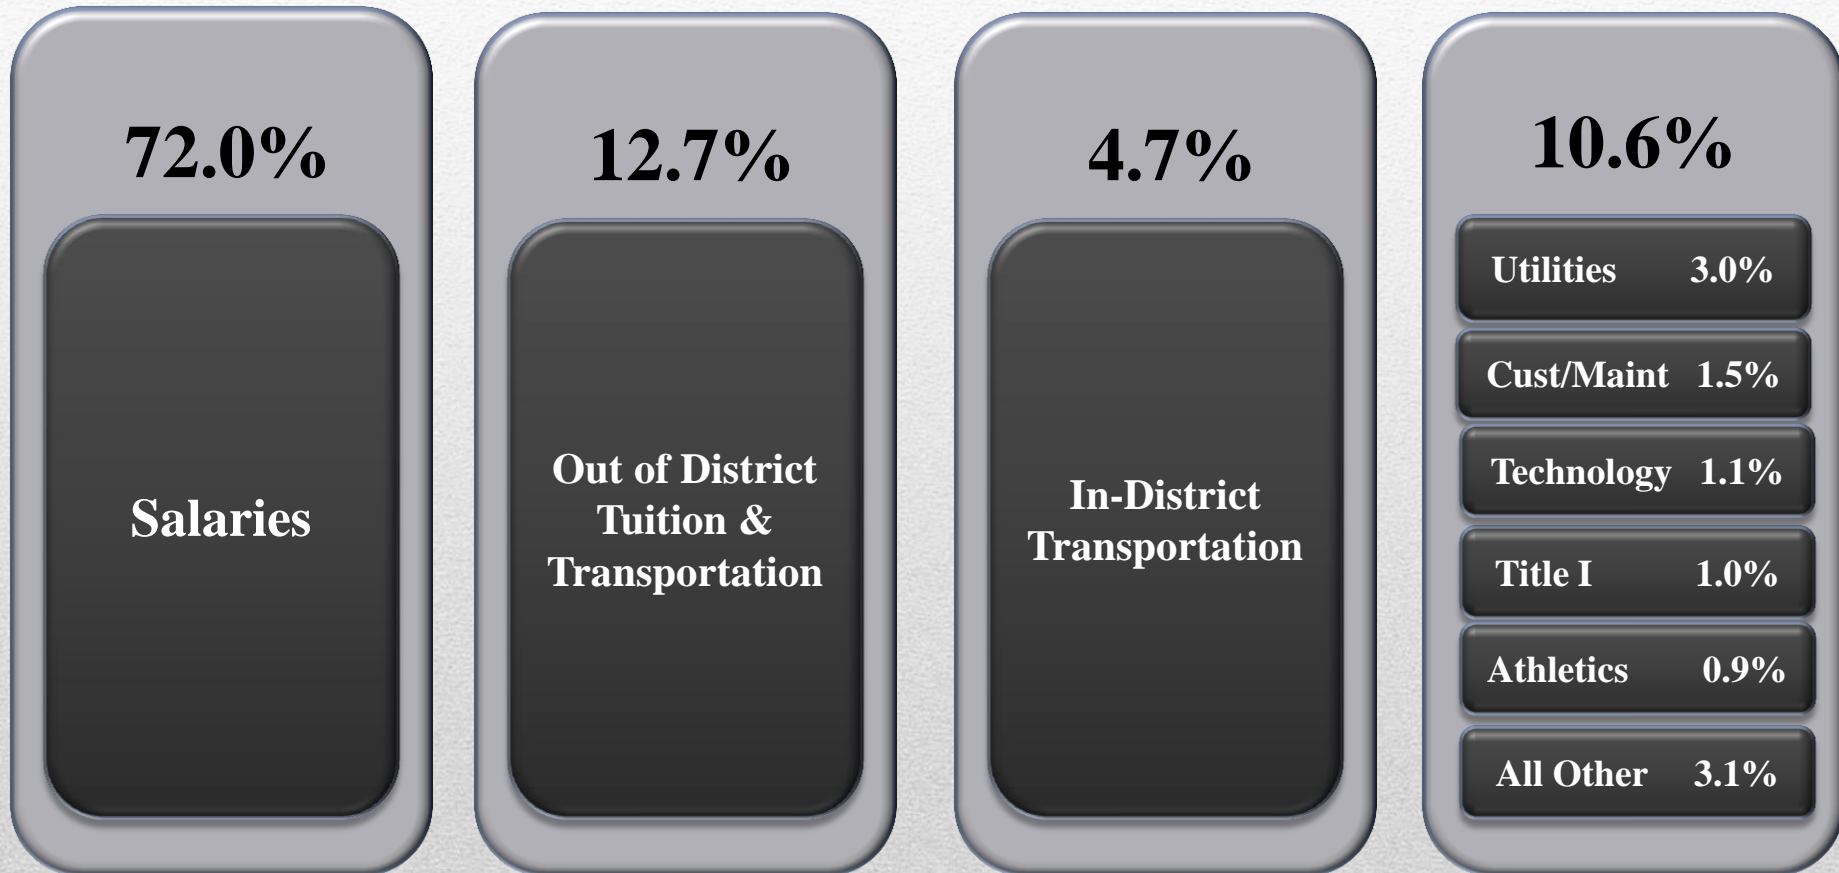 72.0%
Salaries
12.7%
Out of District
Tuition &
Transportation
4.7%
In-District
Transportation
10.6%
Utilities 3.0%
Cust/Maint 1.5%
Technology 1.1%
Title I 1.0%
Athletics 0.9%
All Other 3.1%